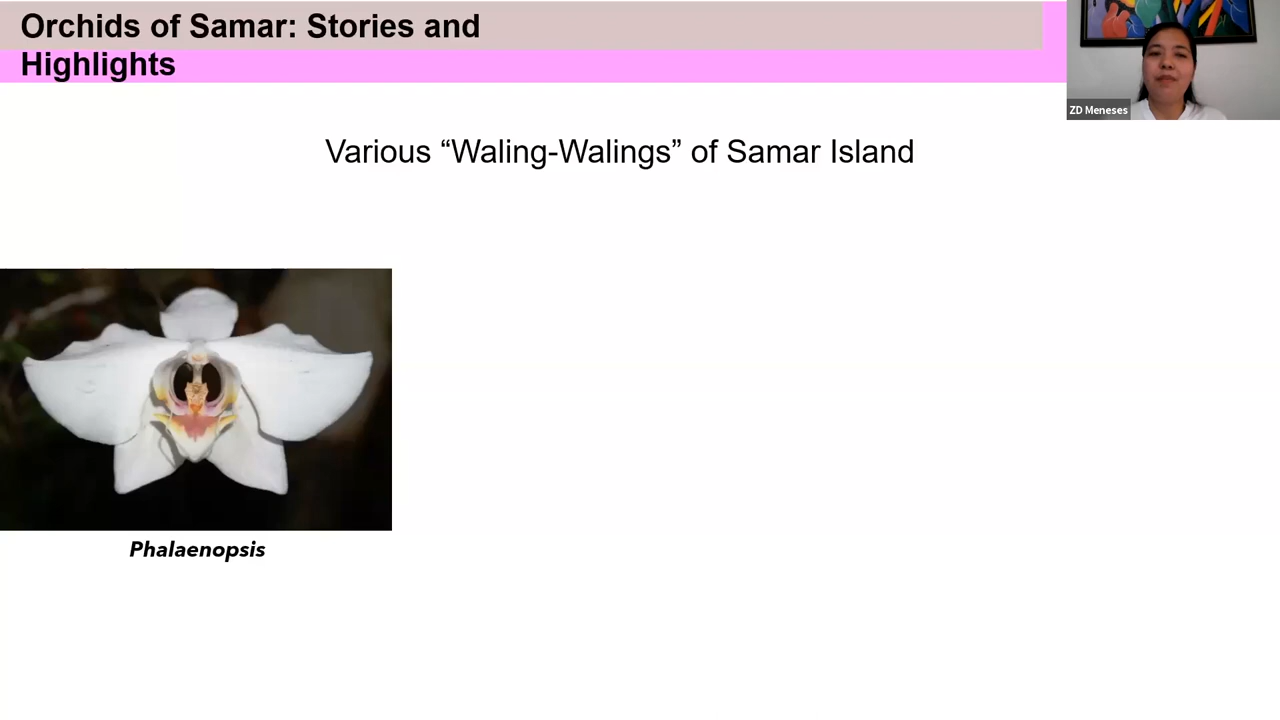 Orchids of Samar: Stories and
Highlights
ZD Meneses
Various “Waling-Walings” of Samar Island
Phalaenopsis